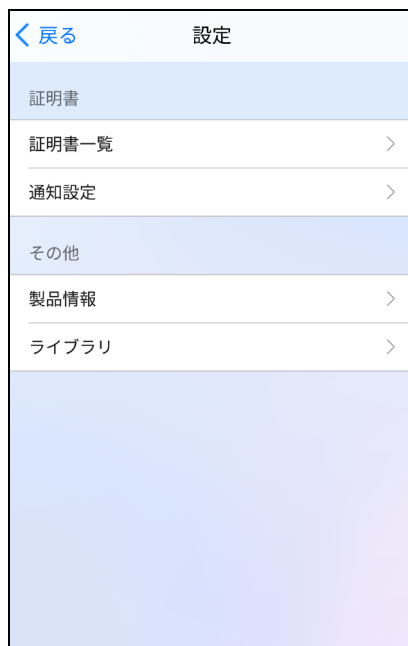 戻る 設定
証明書
証明書一覧
通知設定
その他
製品情報
ライブラリ